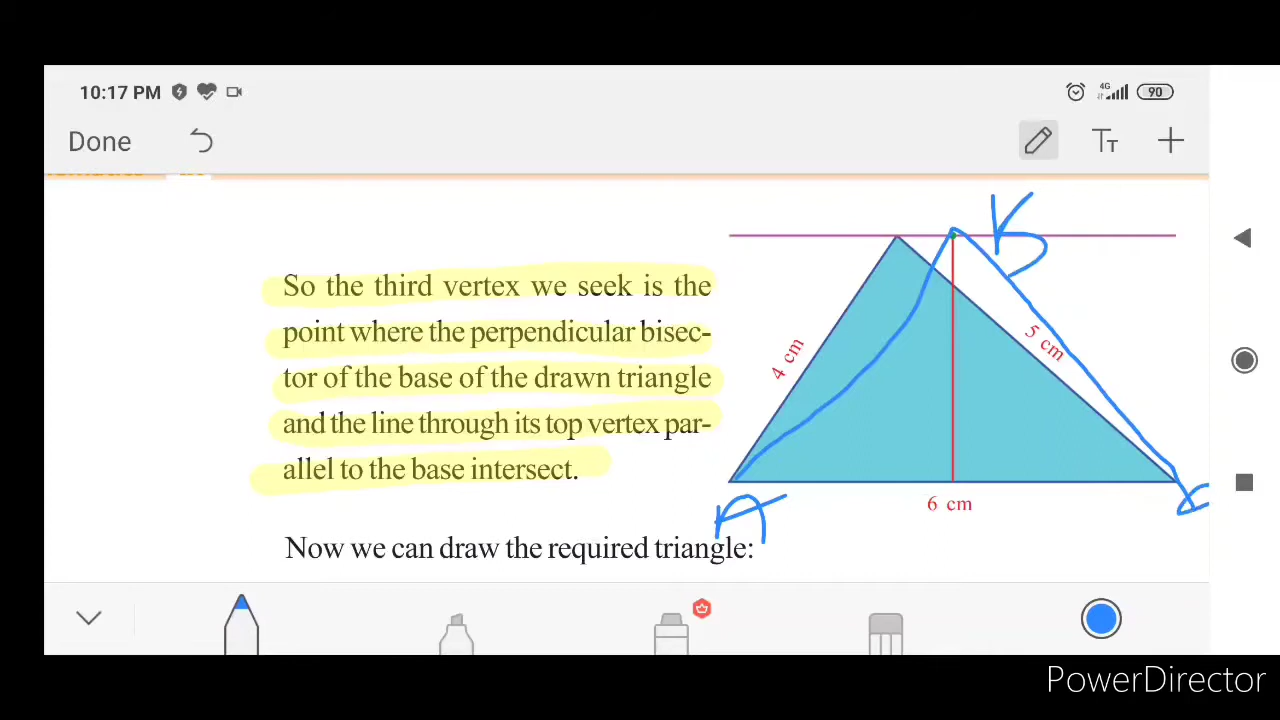 10:17 PM
4G
90
Done
TT
So the third vertex we seek is the
point where the perpendicular bisec-
tor of the base of the drawn triangle
and the line through its top vertex par-
allel to the base intersect.
4 cm
5 cm
6 cm
Now we can draw the required triangle:
A
PowerDirector